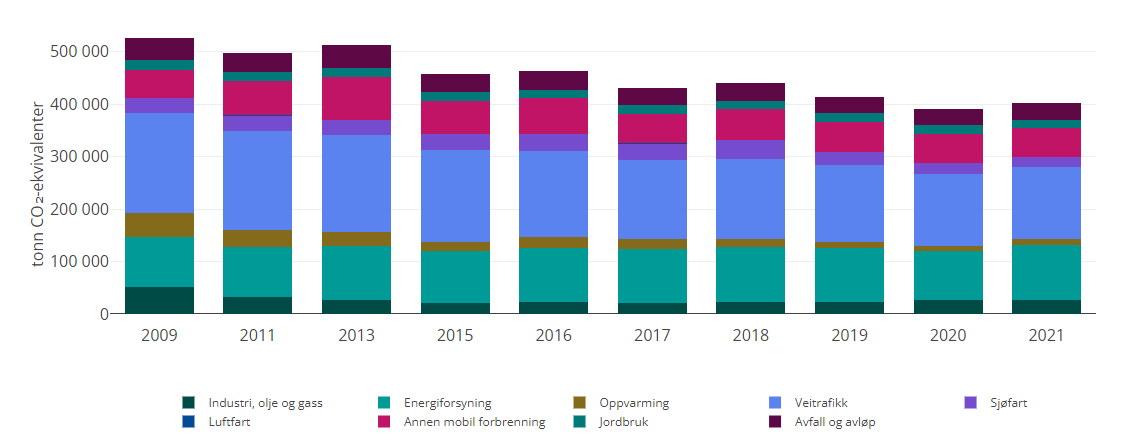 500 000
400 000
300 000
200 000
100 000
0
tonn CO₂-ekvivalenter
2009 2011 2013 2015 2016 2017 2018 2019 2020 2021
Industri, olje og gass Energiforsyning Oppvarming Veitrafikk Sjøfart
Luftfart Annen mobil forbrenning Jordbruk Avfall og avløp